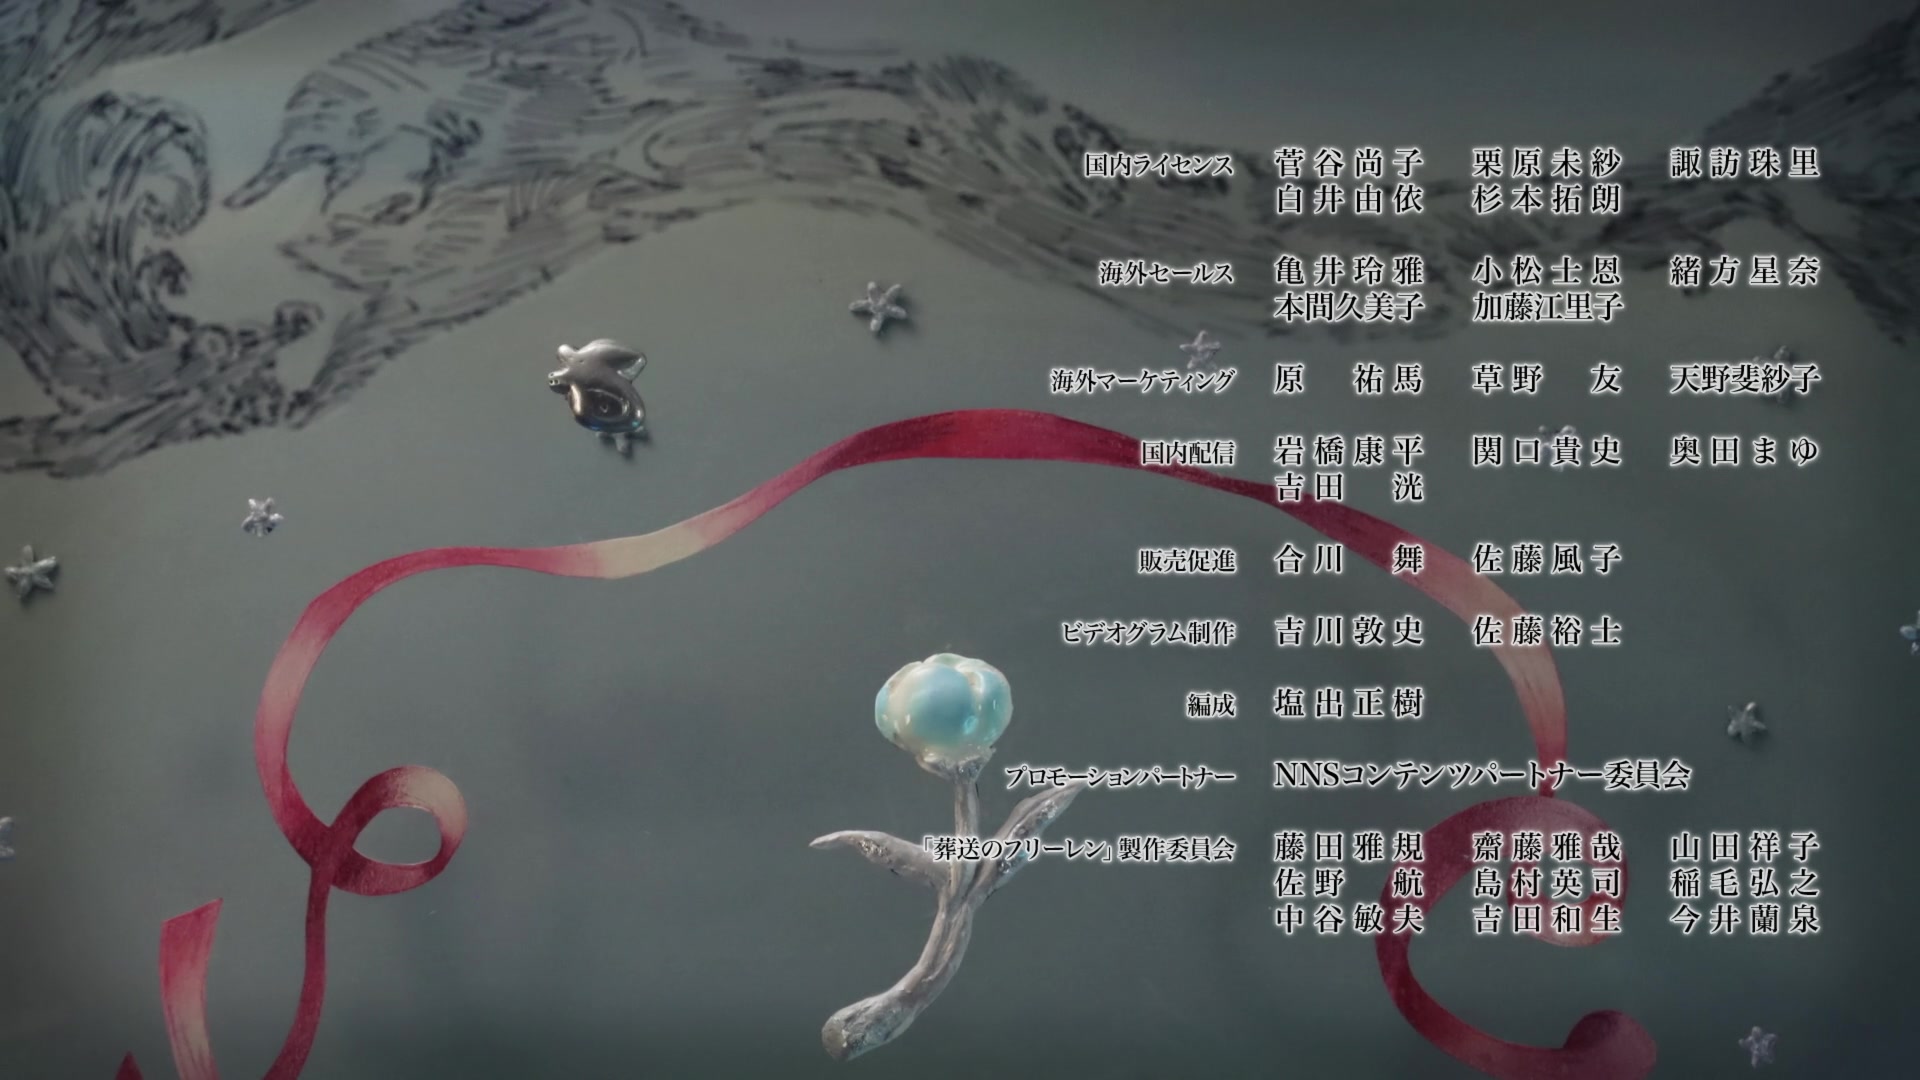 国内ライセンス 菅谷尚子 栗原未紗 諏訪珠里
白井由依 杉本拓朗
海外セールス 亀井玲雅 小松士恩 緒方星奈
本間久美子 加藤江里子
海外マーケティング 原 祐馬 草野 友 天野斐紗子
国内配信 岩橋康平 関口貴史 奥田まゆ
吉田 洸
販売促進 合川 舞 佐藤風子
ビデオグラム制作 吉川敦史 佐藤裕士
編成 塩出正樹
プロモーションパートナー NNSコンテンツパートナー委員会
「葬送のフリーレン」製作委員会 藤田雅規 齋藤雅哉 山田祥子
佐野 航 島村英司 稲毛弘之
中谷敏夫 吉田和生 今井蘭泉